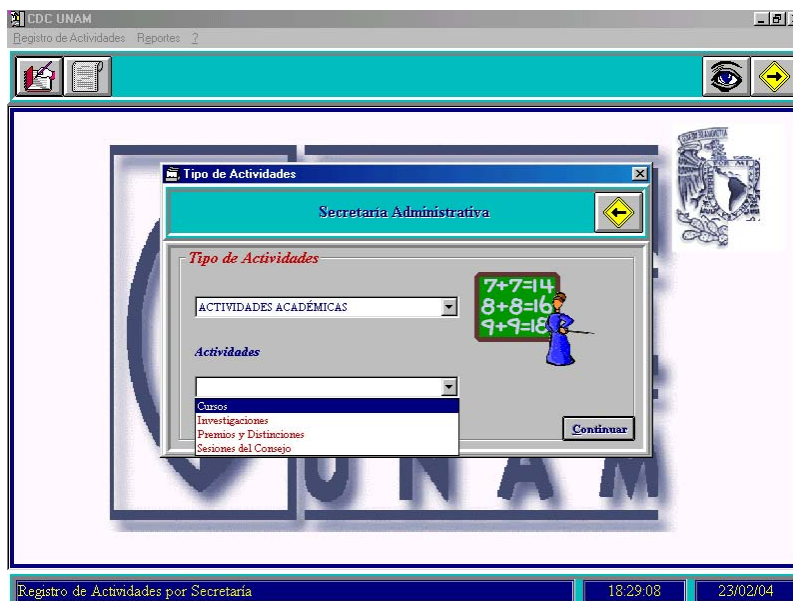 CDC UNAM
Registro de Actividades Reportes ?
Tipo de Actividades
Secretaría Administrativa
Tipo de Actividades
ACTIVIDADES ACADÉMICAS
7+7=14
8+8=16
9+9=18
Actividades
Cursos
Investigaciones
Premios y Distinciones
Sesiones del Consejo
Continuar
UNAM
Registro de Actividades por Secretaría 18:29:08 23/02/04